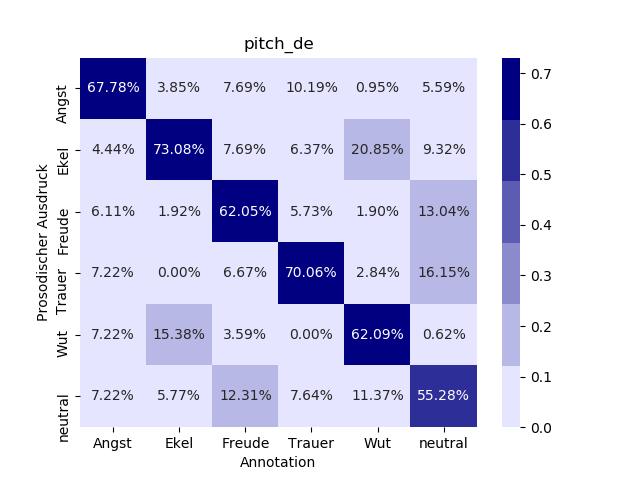 pitch_de
Prosodischer Ausdruck
Angst 67.78% 3.85% 7.69% 10.19% 0.95% 5.59%
Ekel 4.44% 73.08% 7.69% 6.37% 20.85% 9.32%
Freude 6.11% 1.92% 62.05% 5.73% 1.90% 13.04%
Trauer 7.22% 0.00% 6.67% 70.06% 2.84% 16.15%
Wut 7.22% 15.38% 3.59% 0.00% 62.09% 0.62%
neutral 7.22% 5.77% 12.31% 7.64% 11.37% 55.28%
Angst Ekel Freude Trauer Wut neutral
Annotation
0.7
0.6
0.5
0.4
0.3
0.2
0.1
0.0